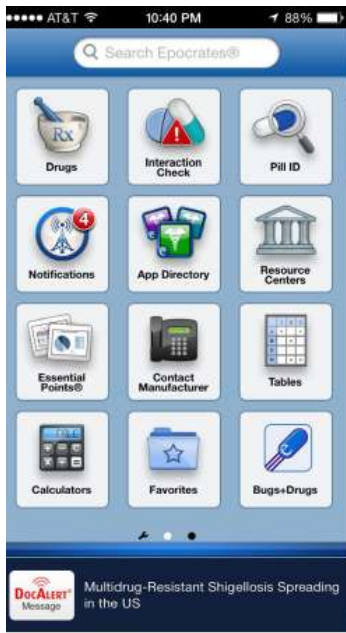 AT&T 10:40 PM 88%
Search Epocrates®
Rx
Drugs
Interaction
Check
Pill ID
4
Notifications
App Directory
Resource
Centers
Essential
Points®
Contact
Manufacturer
Tables
Calculators
Favorites
Bugs+Drugs
DOCALERT®
Message
Multidrug-Resistant Shigellosis Spreading
in the US